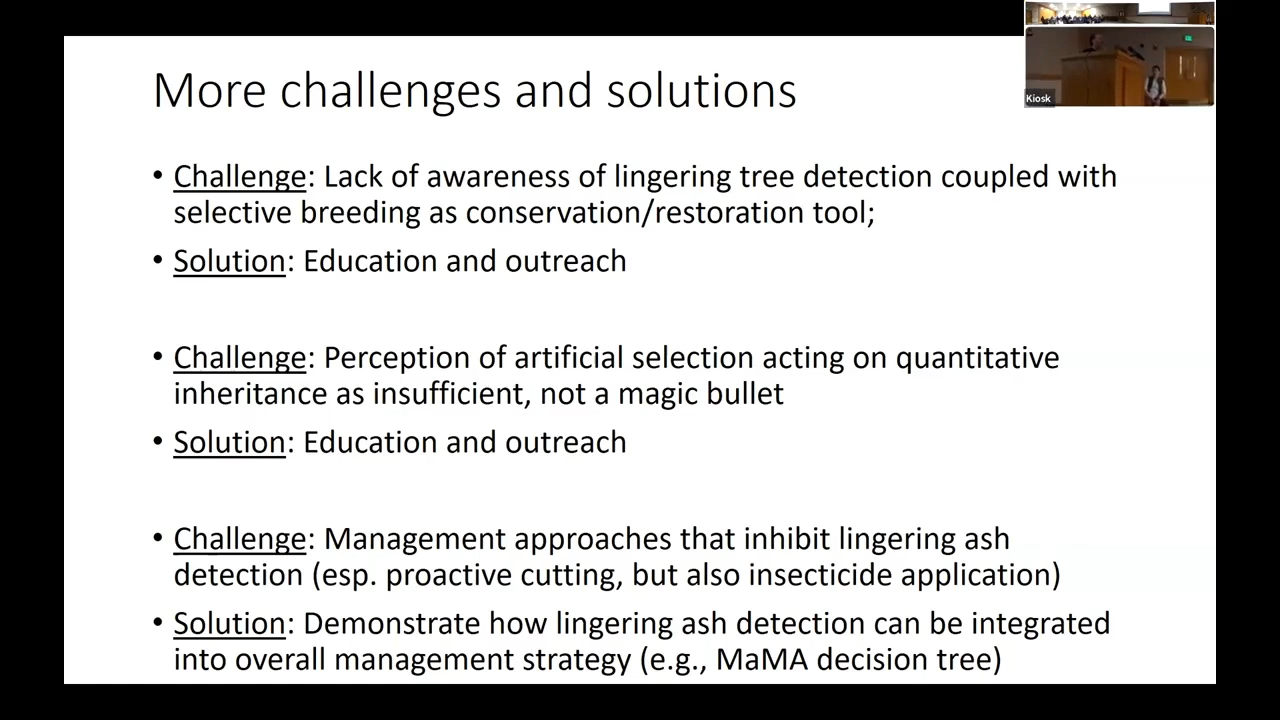 More challenges and solutions
Kiosk
• Challenge: Lack of awareness of lingering tree detection coupled with
selective breeding as conservation/restoration tool;
• Solution: Education and outreach
• Challenge: Perception of artificial selection acting on quantitative
inheritance as insufficient, not a magic bullet
• Solution: Education and outreach
• Challenge: Management approaches that inhibit lingering ash
detection (esp. proactive cutting, but also insecticide application)
• Solution: Demonstrate how lingering ash detection can be integrated
into overall management strategy (e.g., MaMA decision tree)